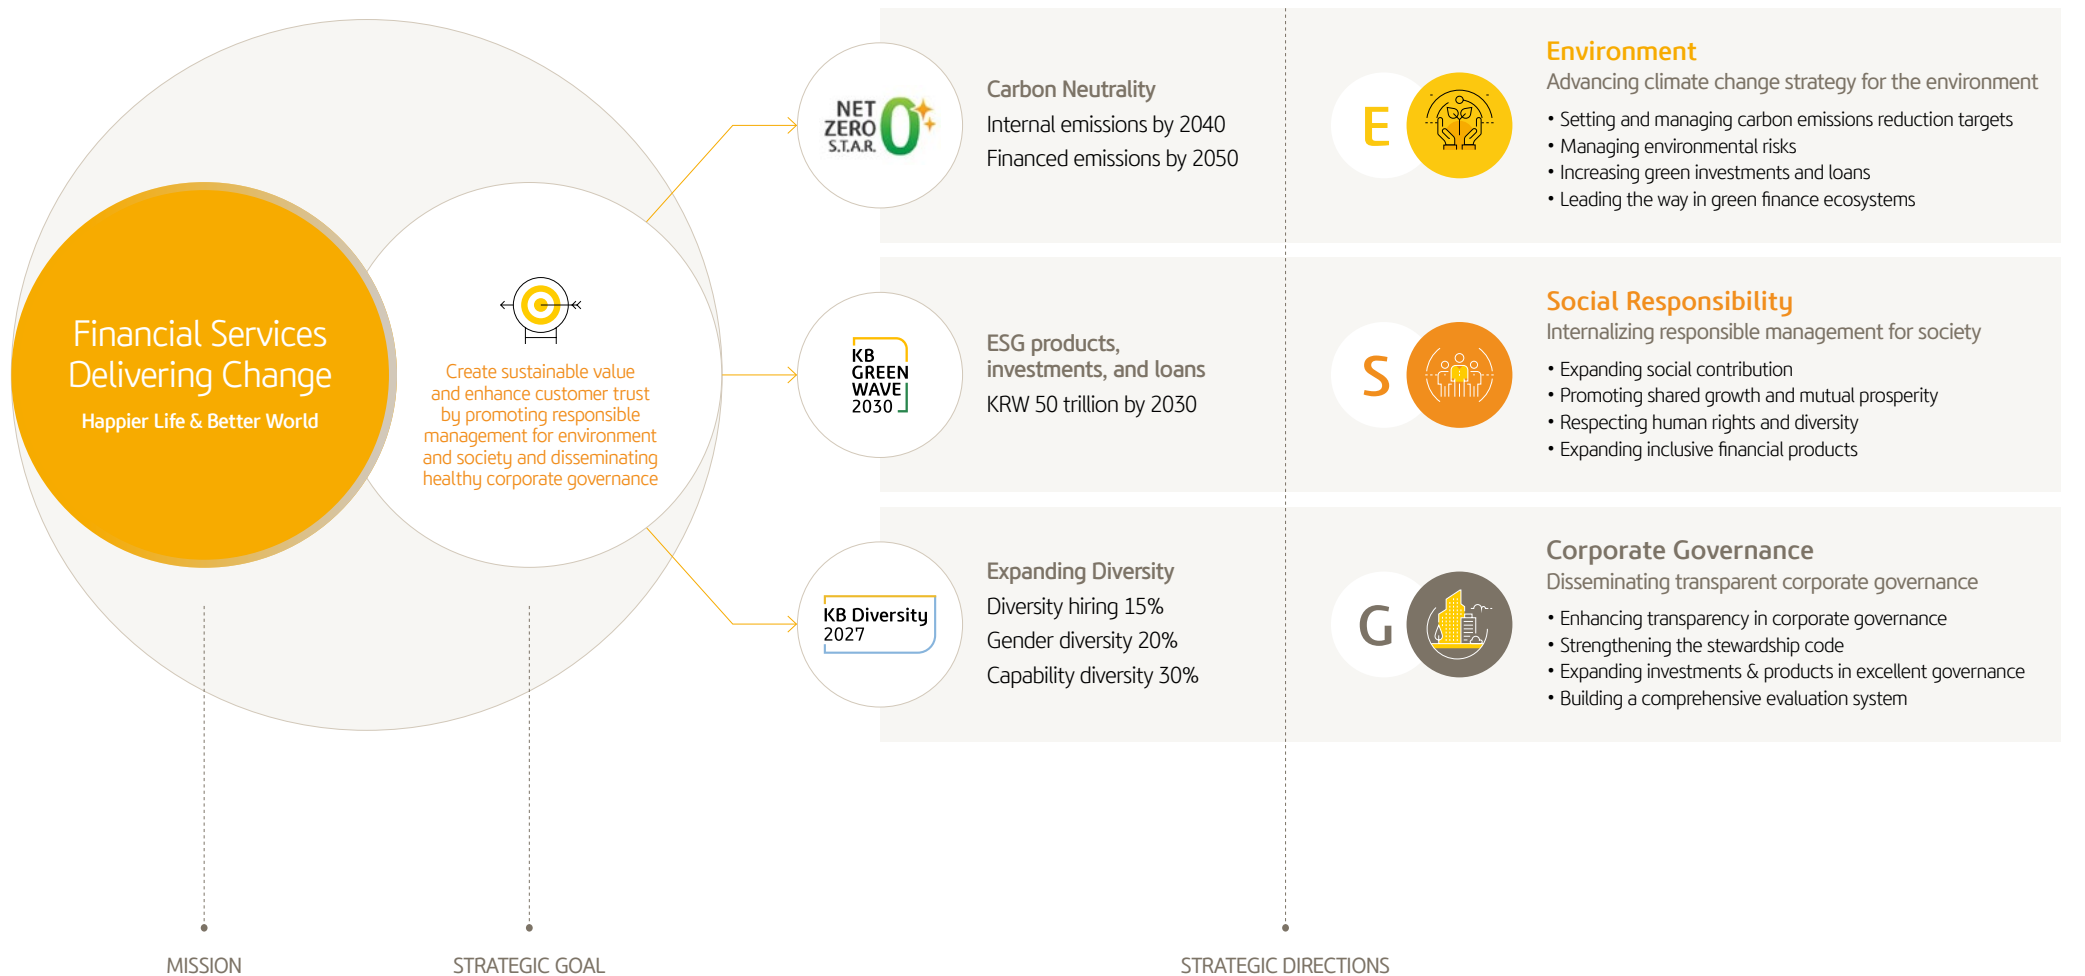 Financial Services
Delivering Change
Happier Life & Better World
Create sustainable value
and enhance customer trust
by promoting responsible
management for environment
and society and disseminating
healthy corporate governance
NET
ZERO
S.T.A.R.
0
Carbon Neutrality
Internal emissions by 2040
Financed emissions by 2050
E
Environment
Advancing climate change strategy for the environment
• Setting and managing carbon emissions reduction targets
• Managing environmental risks
• Increasing green investments and loans
• Leading the way in green finance ecosystems
KB
GREEN
WAVE
2030
ESG products,
investments, and loans
KRW 50 trillion by 2030
S
Social Responsibility
Internalizing responsible management for society
• Expanding social contribution
• Promoting shared growth and mutual prosperity
• Respecting human rights and diversity
• Expanding inclusive financial products
KB Diversity
2027
Expanding Diversity
Diversity hiring 15%
Gender diversity 20%
Capability diversity 30%
G
Corporate Governance
Disseminating transparent corporate governance
• Enhancing transparency in corporate governance
• Strengthening the stewardship code
• Expanding investments & products in excellent governance
• Building a comprehensive evaluation system
MISSION
STRATEGIC GOAL
STRATEGIC DIRECTIONS